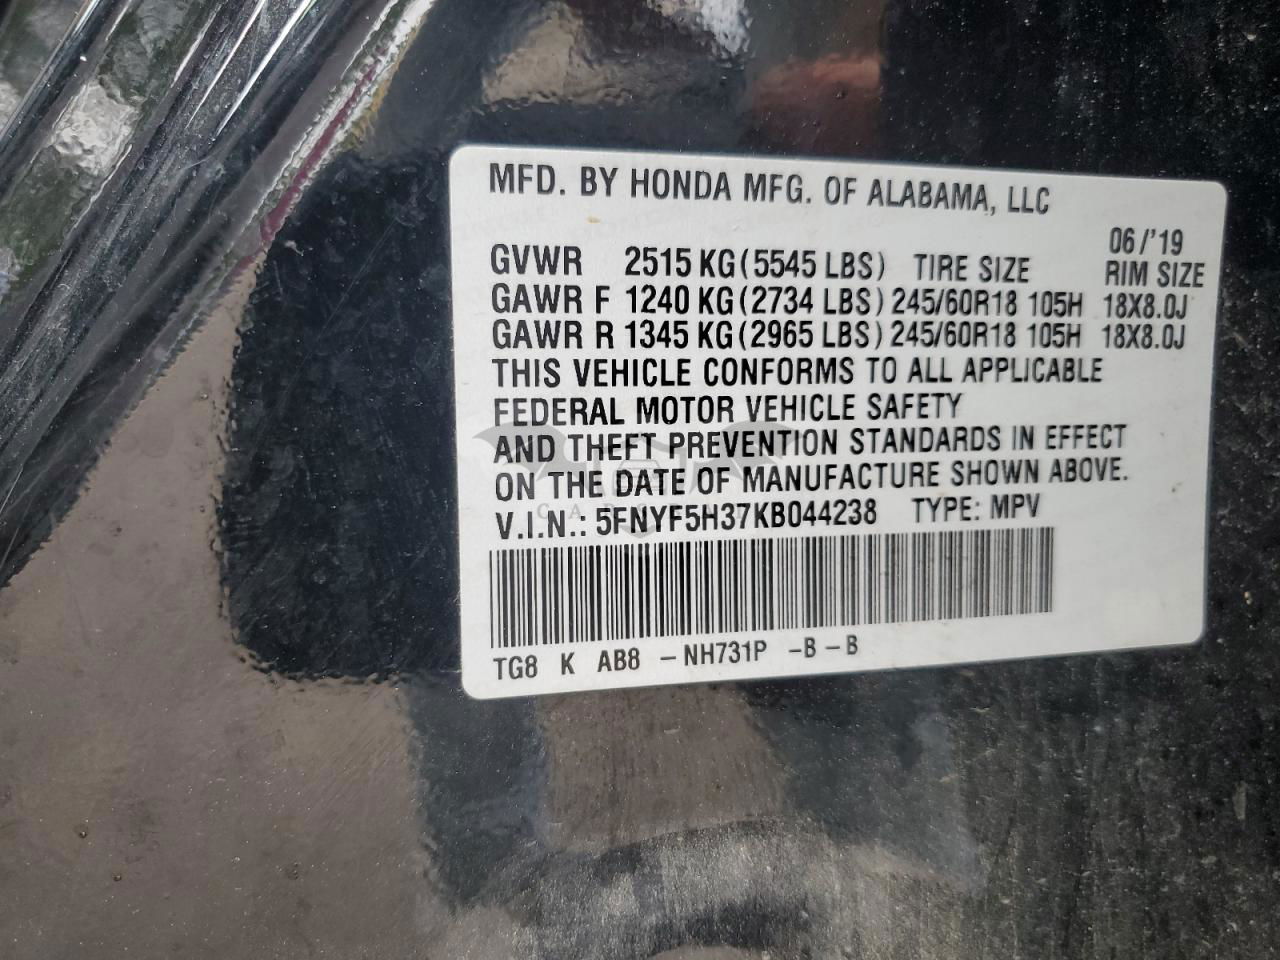 MFD. BY HONDA MFG. OF ALABAMA, LLC
06/'19
GVWR 2515 KG (5545 LBS) TIRE SIZE RIM SIZE
GAWR F 1240 KG (2734 LBS) 245/60R18 105H 18X8.0J
GAWR R 1345 KG (2965 LBS) 245/60R18 105H 18X8.0J
THIS VEHICLE CONFORMS TO ALL APPLICABLE
FEDERAL MOTOR VEHICLE SAFETY
AND THEFT PREVENTION STANDARDS IN EFFECT
ON THE DATE OF MANUFACTURE SHOWN ABOVE.
V.I.N.: 5FNYF5H37KB044238 TYPE: MPV
TG8 K AB8 -NH731P -B-B